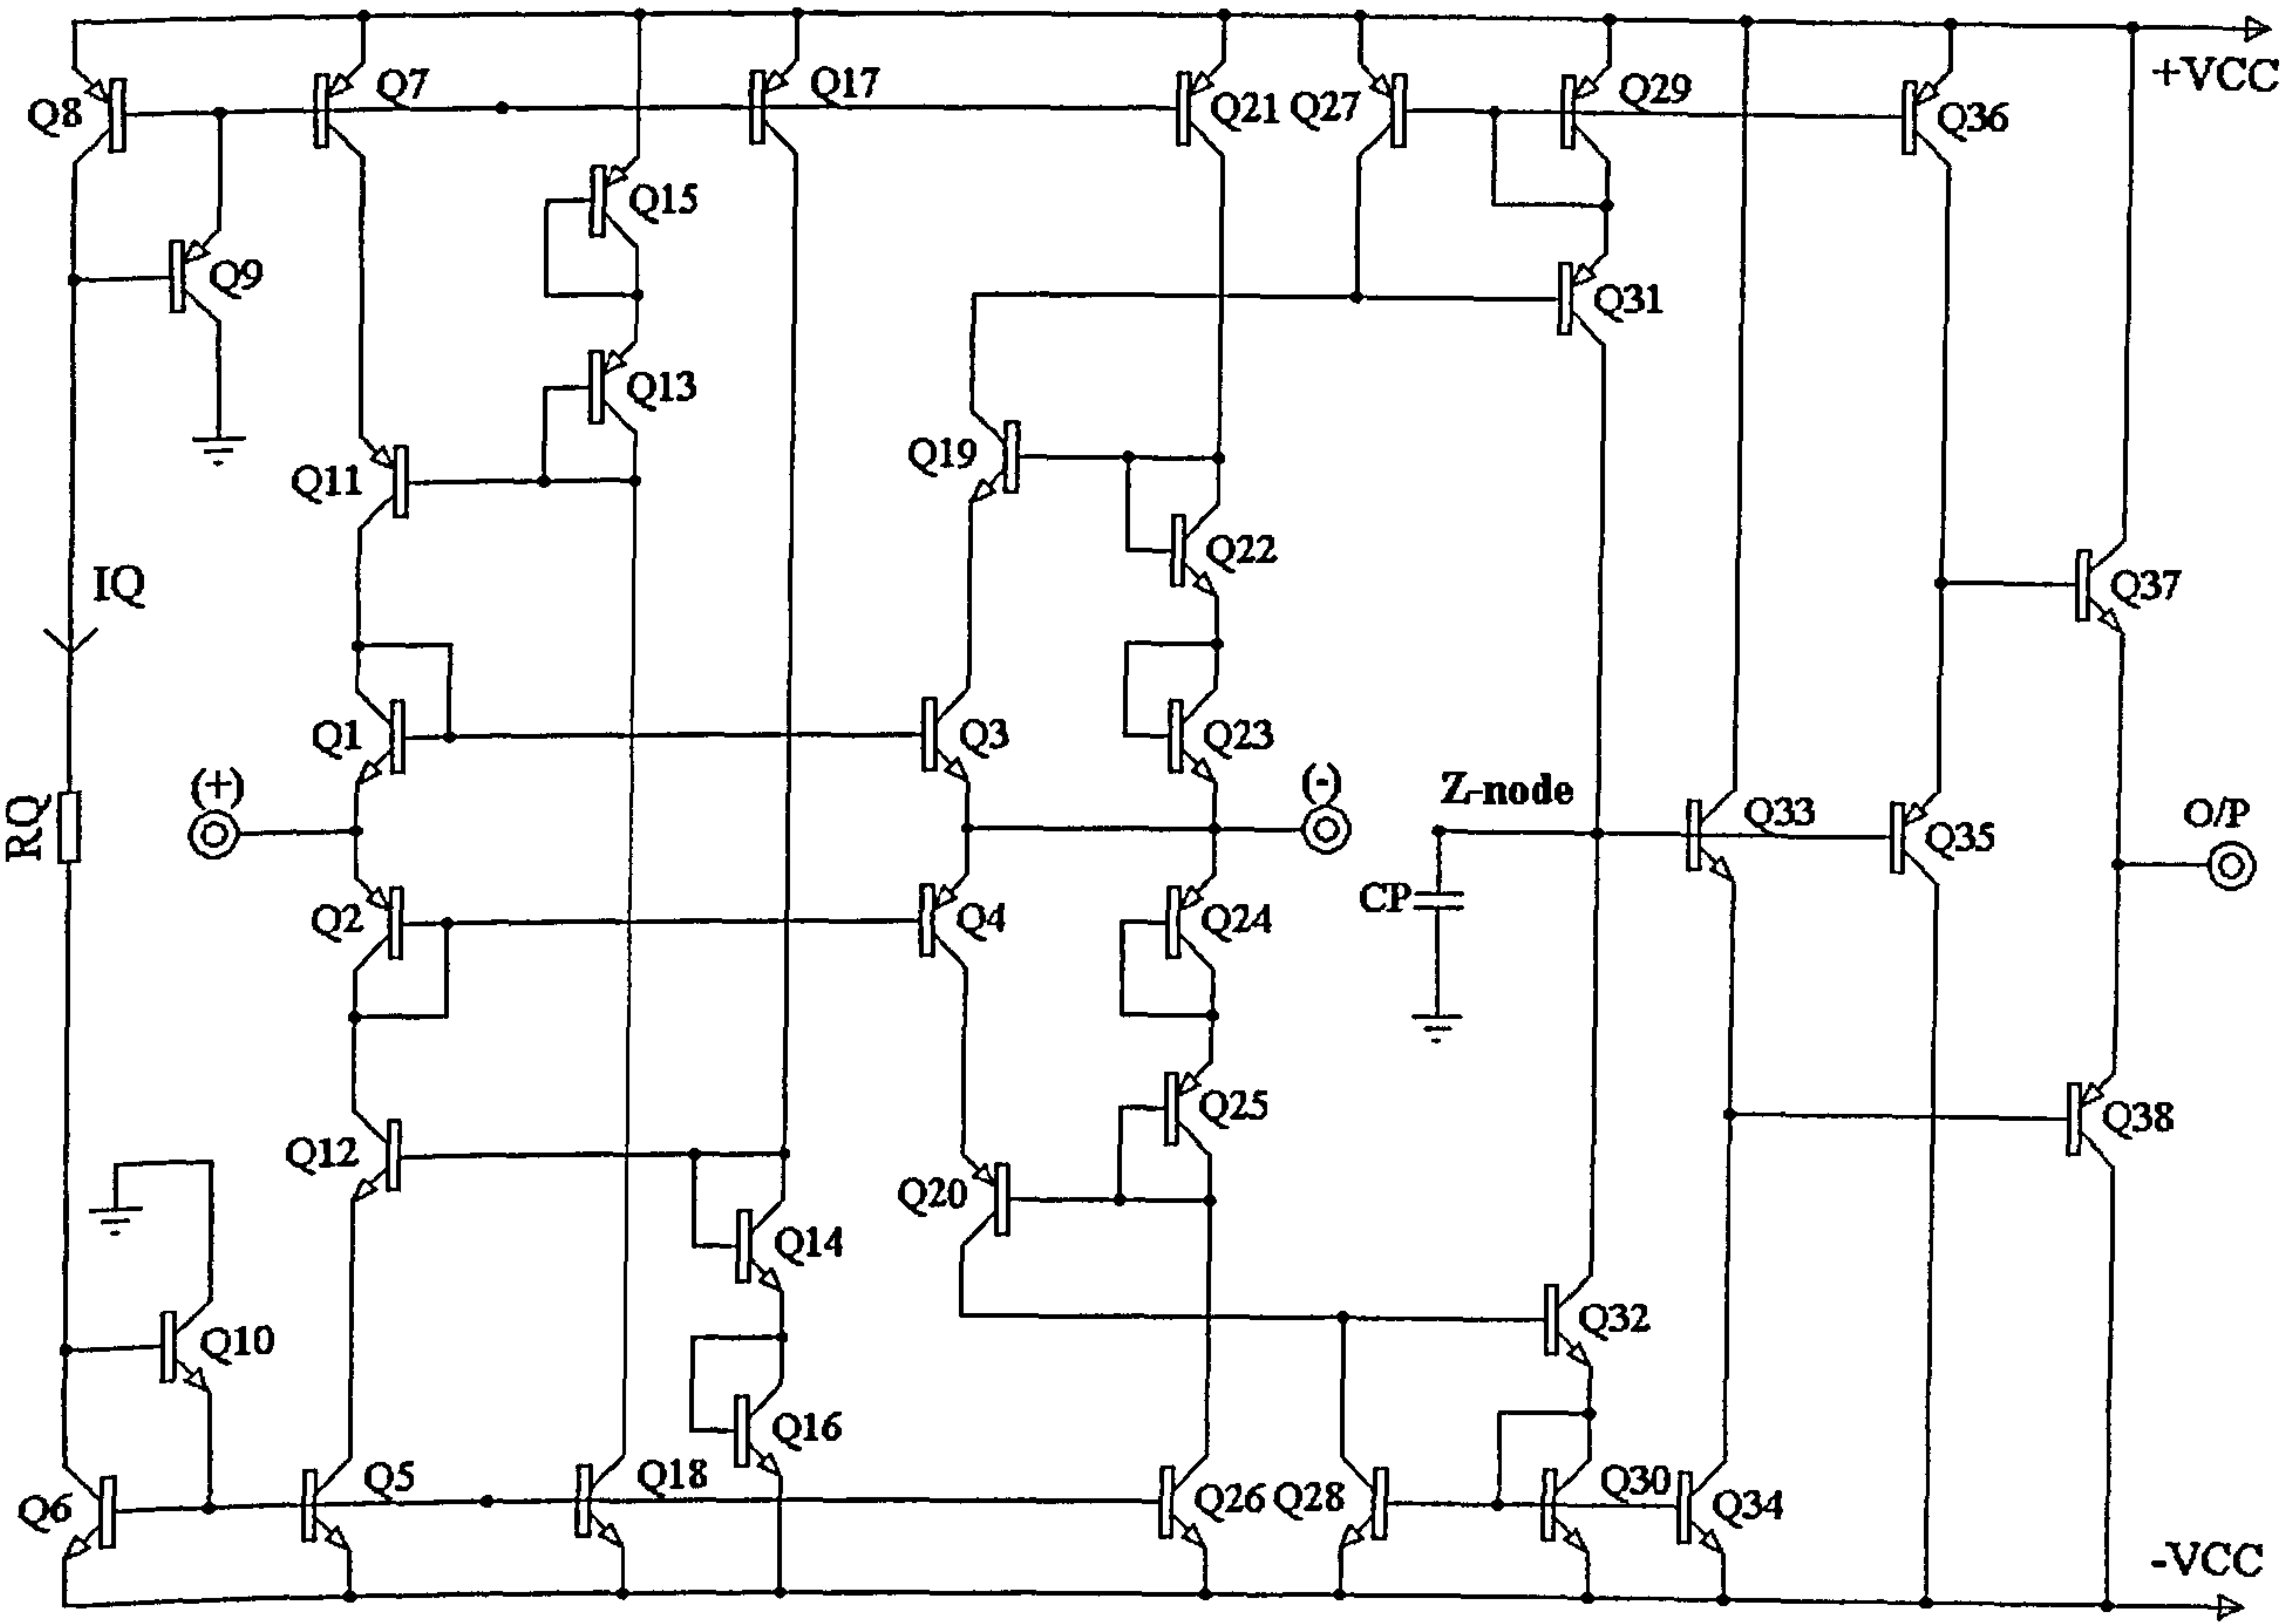 +VCC
Q8
Q7
Q17
Q21
Q27
Q29
Q36
Q15
Q9
Q31
Q13
Q19
Q11
Q22
IQ
Q37
Q1
Q3
Q23
(+)
(-)
Z-node
RQ
Q33
Q35
O/P
Q2
Q4
Q24
CP
Q25
Q38
Q12
Q20
Q14
Q10
Q32
Q16
Q6
Q5
Q18
Q26
Q28
Q30
Q34
-VCC